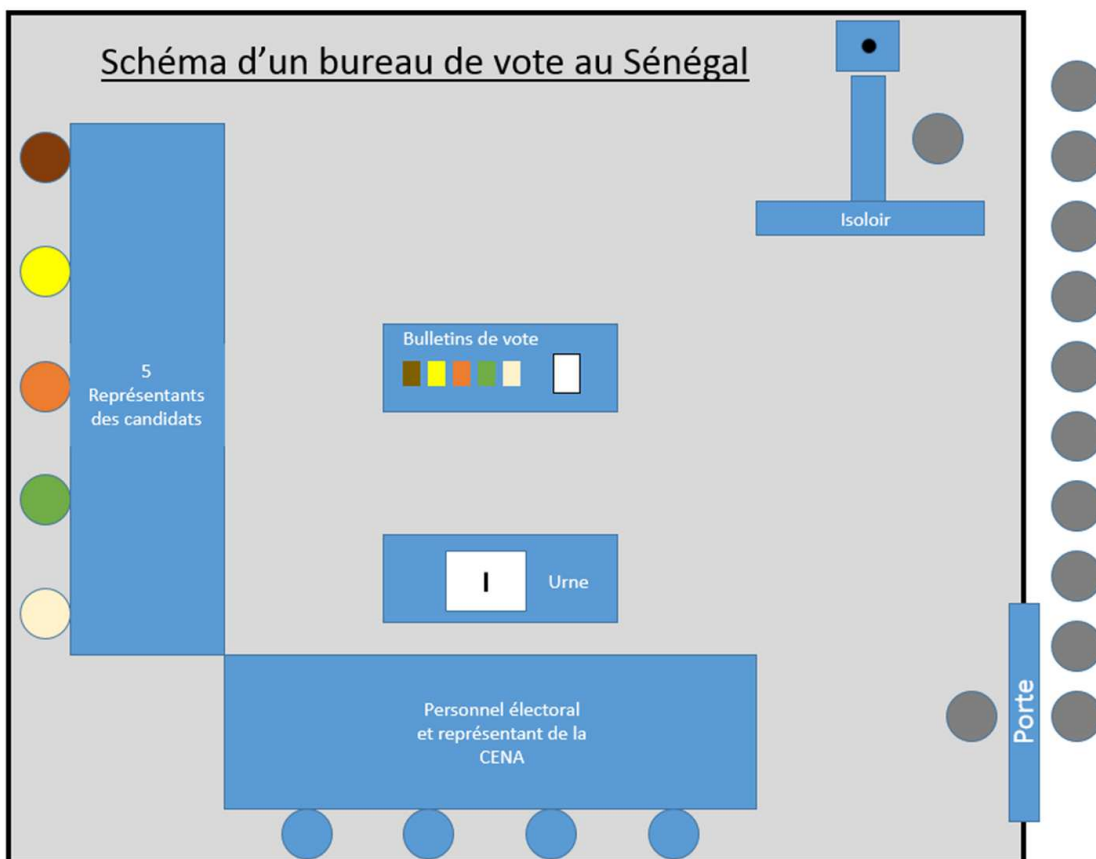 Schéma d'un bureau de vote au Sénégal
Isoloir
Bulletins de vote
5
Représentants
des candidats
I
Urne
Personnel électoral
et représentant de la
CENA
Porte